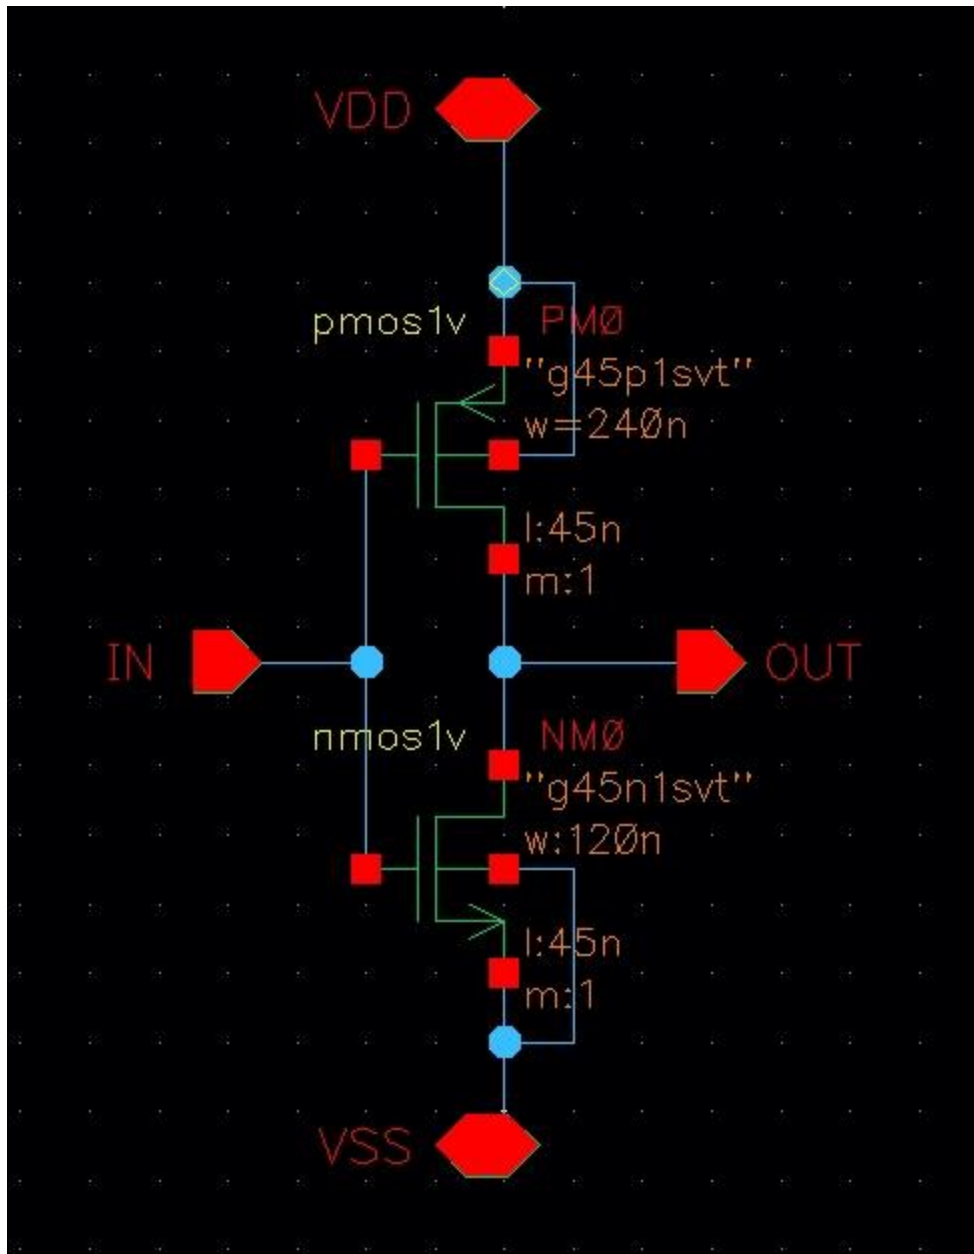 VDD
pmos1v
PM0
"g45p1svt"
w=240n
l:45n
m:1
IN
OUT
nmos1v
NM0
"g45n1svt"
w:120n
l:45n
m:1
VSS